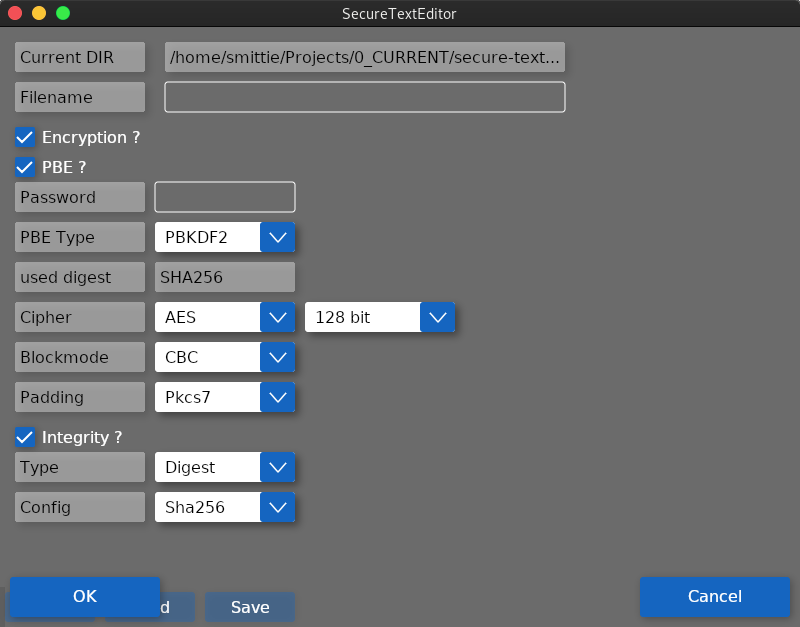 SecureTextEditor
Current DIR /home/smittie/Projects/0_CURRENT/secure-text...
Filename
Encryption ?
PBE ?
Password
PBE Type PBKDF2
used digest SHA256
Cipher AES 128 bit
Blockmode CBC
Padding Pkcs7
Integrity ?
Type Digest
Config Sha256
OK Save Cancel